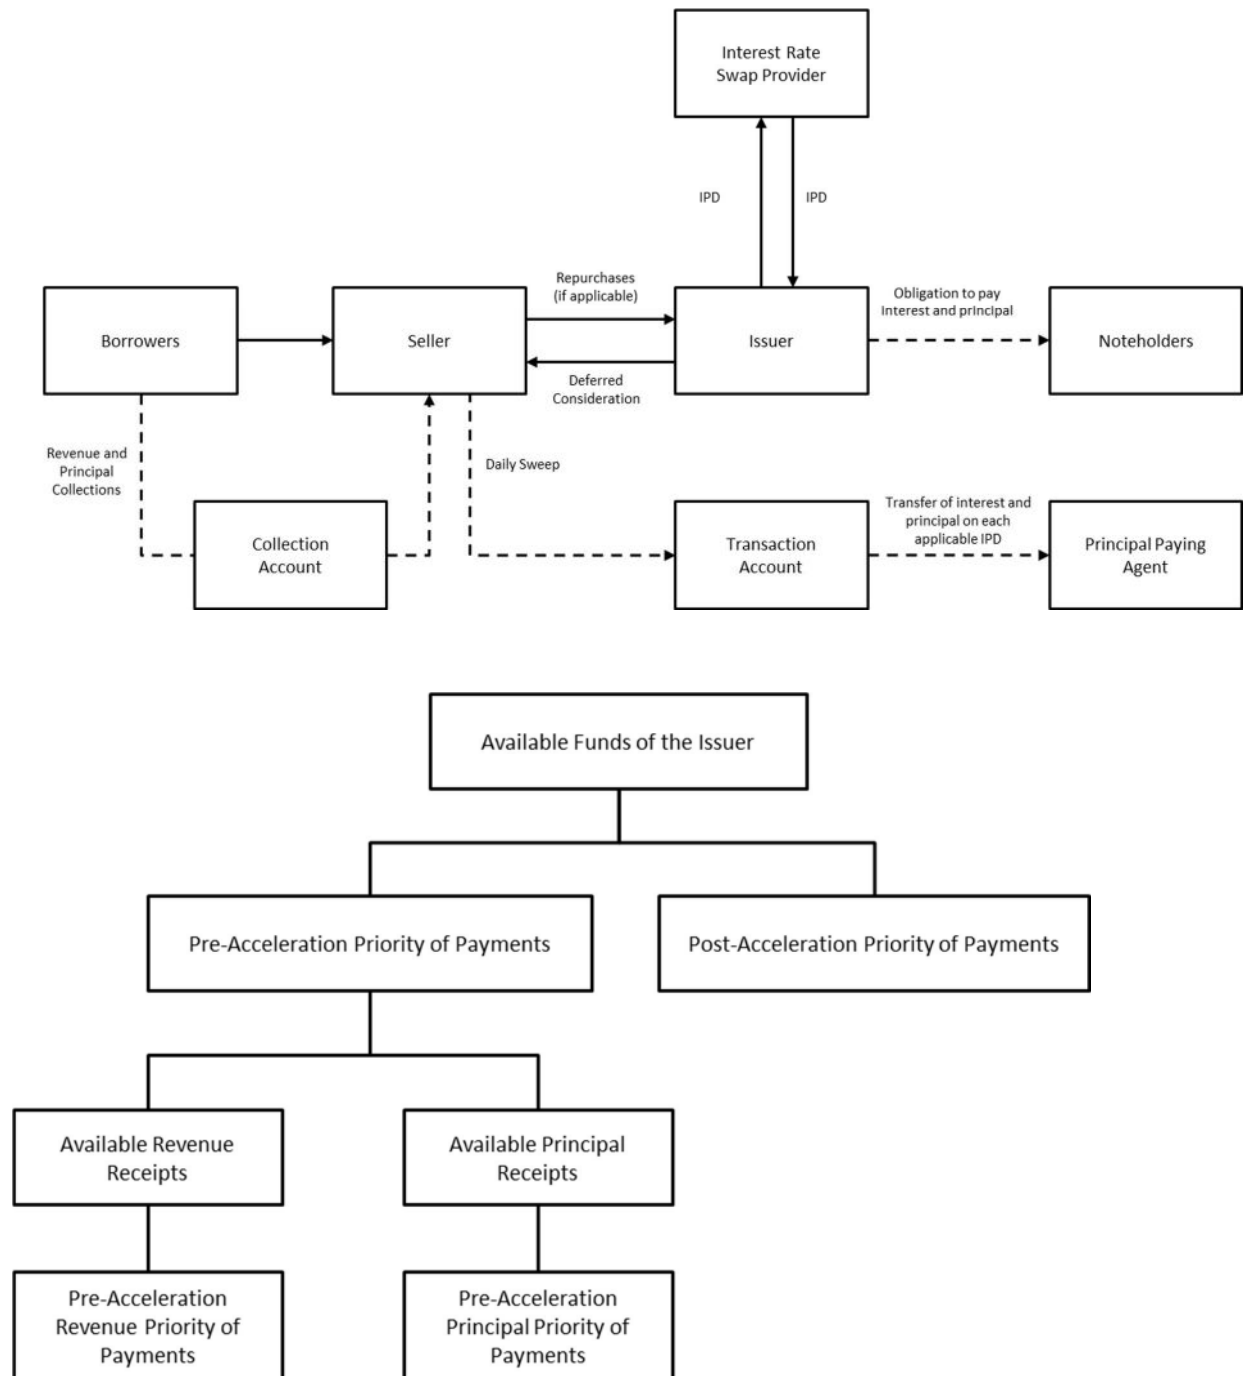 Interest Rate
Swap Provider
IPD
IPD
Borrowers
Seller
Repurchases
(if applicable)
Deferred
Consideration
Issuer
Obligation to pay
interest and principal
Noteholders
Revenue and
Principal
Collections
Collection
Account
Daily Sweep
Transaction
Account
Transfer of interest and
principal on each
applicable IPD
Principal Paying
Agent
Available Funds of the Issuer
Pre-Acceleration Priority of Payments
Post-Acceleration Priority of Payments
Available Revenue
Receipts
Available Principal
Receipts
Pre-Acceleration
Revenue Priority of
Payments
Pre-Acceleration
Principal Priority of
Payments